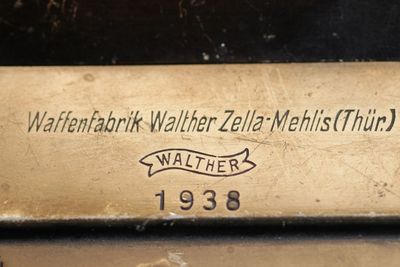 Waffenfabrik Walther Zella-Mehlis (Thür.)
WALTHER
1938